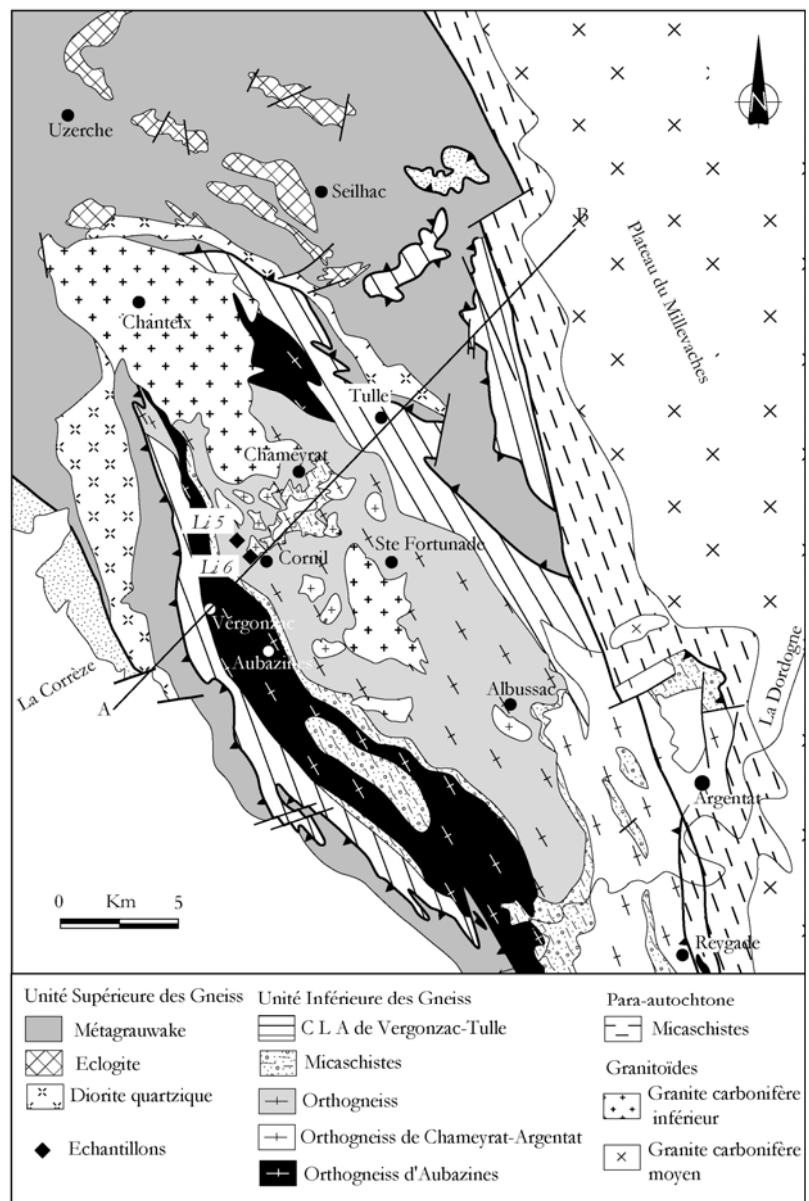 N
Uzerche
Seilhac
B
Plateau du Millevaches
Chanteix
Tulle
Chameyrat
Li 5
Ste Fortunade
Cornil
Li 6
Vergonzac
Aubazines
La Corrèze
A
Albussac
La Dordogne
Argentat
0 Km 5
Reygade
Unité Supérieure des Gneiss
Métagrauwake
Eclogite
Diorite quartzique
Echantillons
Unité Inférieure des Gneiss
C L A de Vergonzac-Tulle
Micaschistes
Orthogneiss
Orthogneiss de Chameyrat-Argentat
Orthogneiss d'Aubazines
Para-autochtone
Micaschistes
Granitoïdes
Granite carbonifère
inférieur
Granite carbonifère
moyen